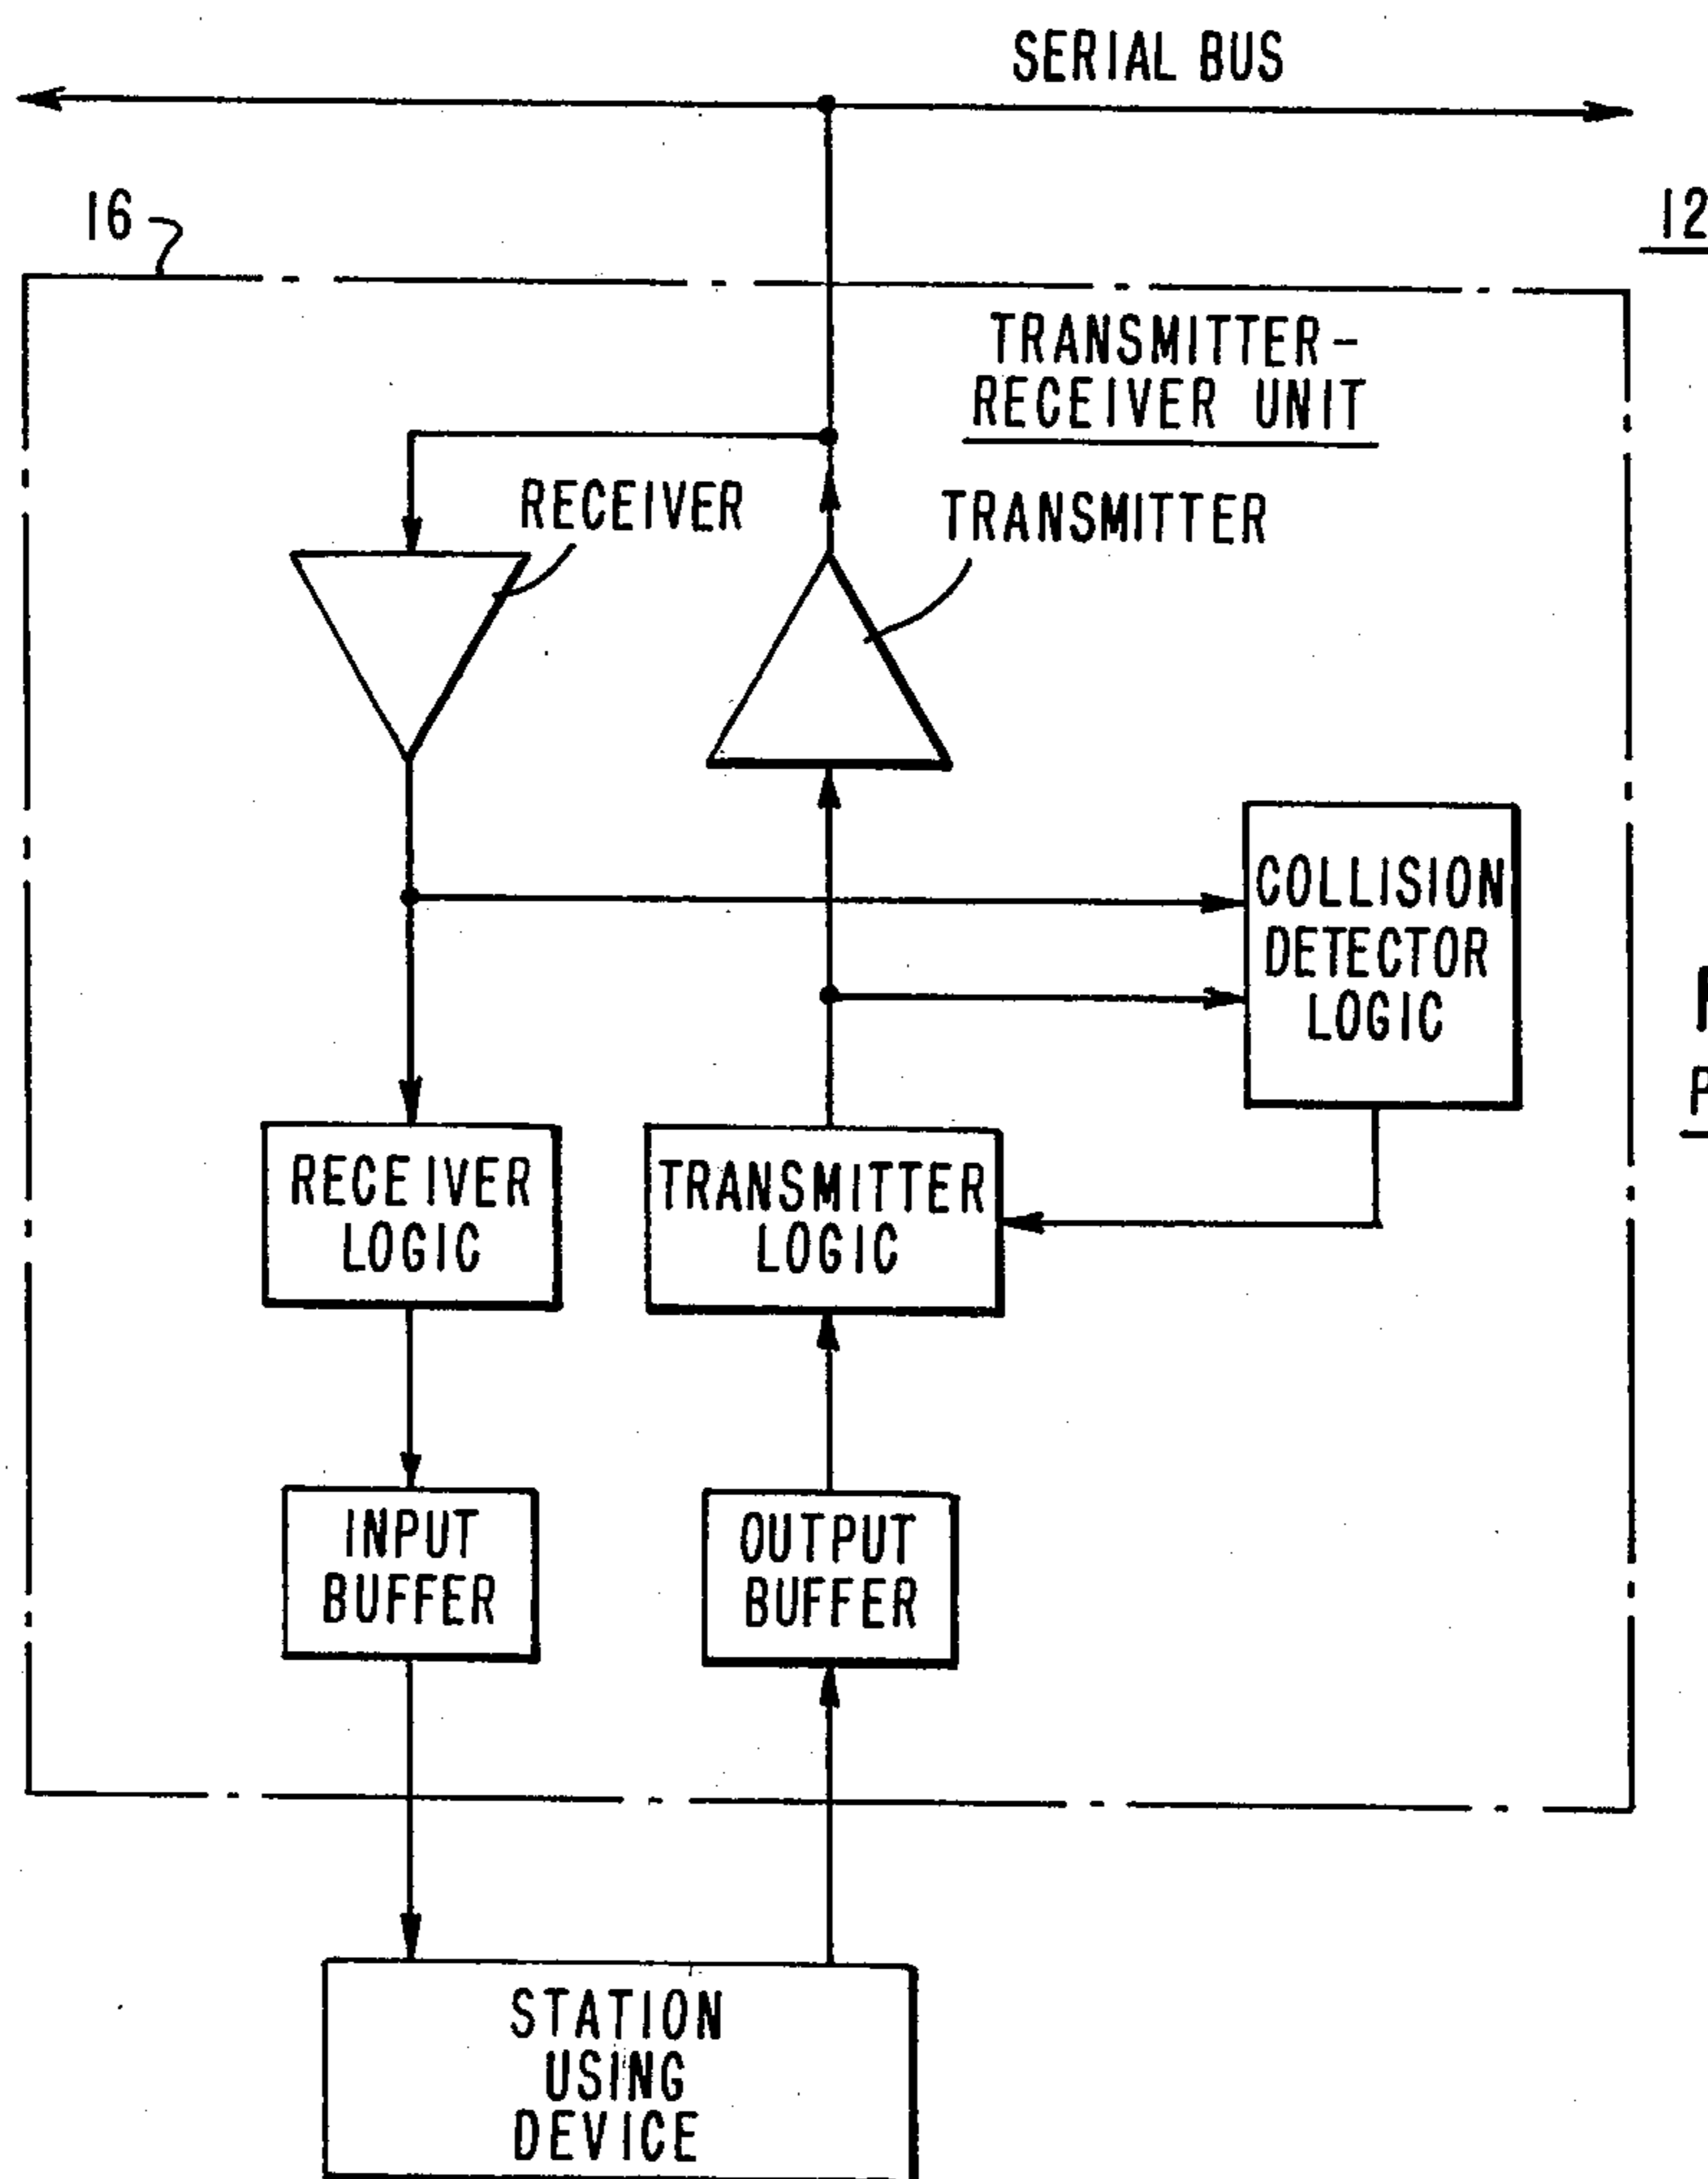 SERIAL BUS
16
12
TRANSMITTER-
RECEIVER UNIT
RECEIVER
TRANSMITTER
COLLISION
DETECTOR
LOGIC
RECEIVER
LOGIC
TRANSMITTER
LOGIC
INPUT
BUFFER
OUTPUT
BUFFER
STATION
USING
DEVICE